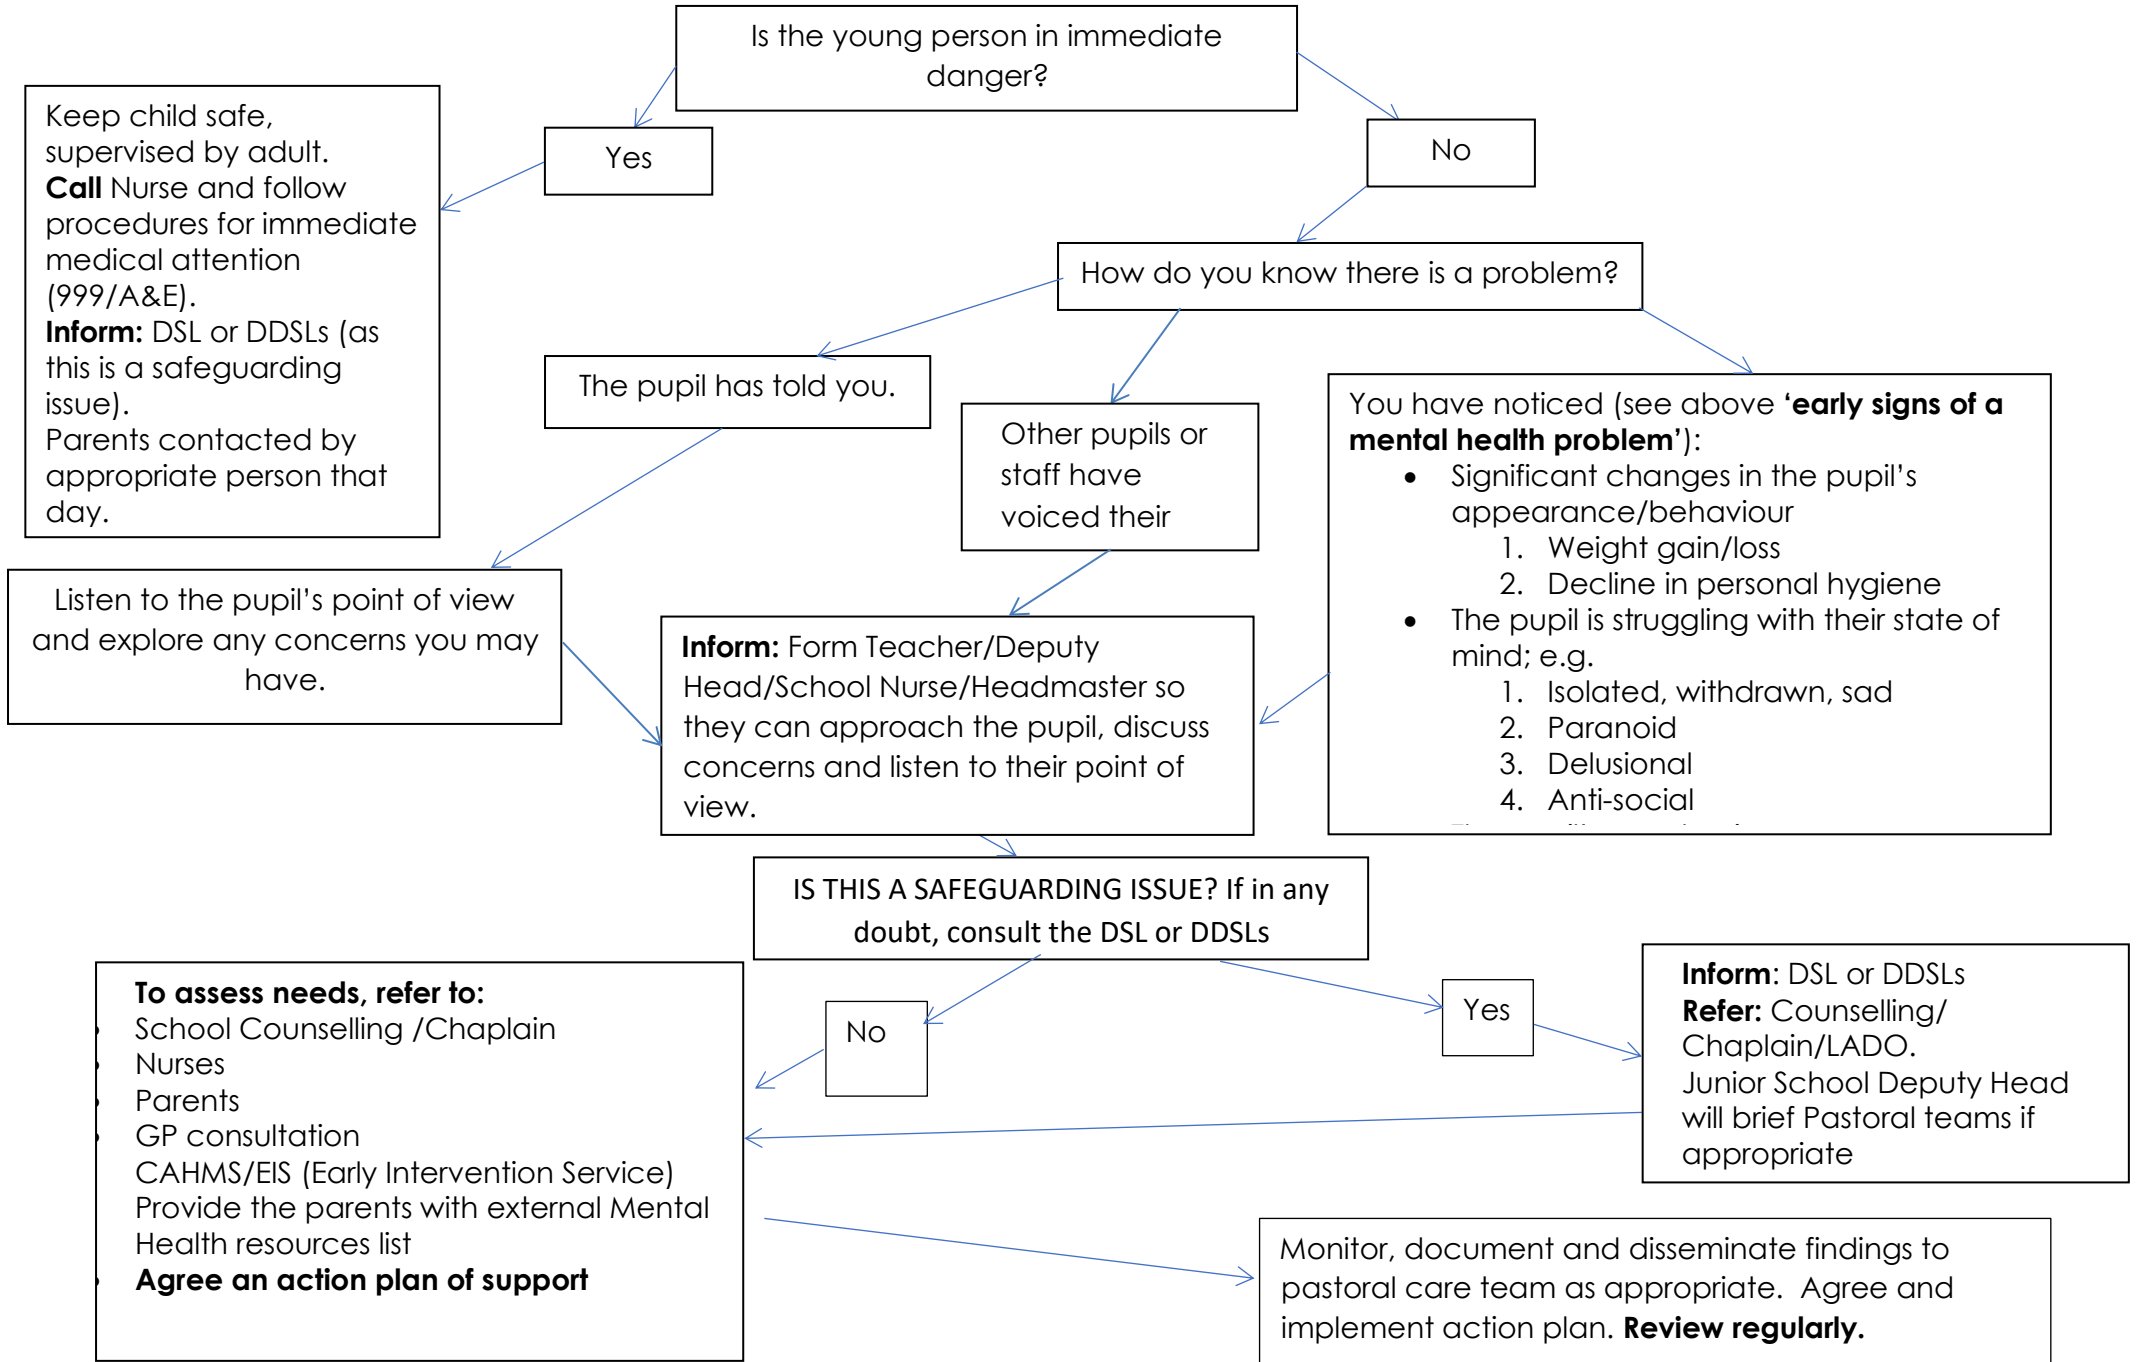 Is the young person in immediate
danger?
Keep child safe,
supervised by adult.
Call Nurse and follow
procedures for immediate
medical attention
(999/A&E).
Inform: DSL or DDSLs (as
this is a safeguarding
issue).
Parents contacted by
appropriate person that
day.
Yes
No
How do you know there is a problem?
The pupil has told you.
Other pupils or
staff have
voiced their
You have noticed (see above ‘early signs of a
mental health problem’):
• Significant changes in the pupil’s
appearance/behaviour
1. Weight gain/loss
2. Decline in personal hygiene
• The pupil is struggling with their state of
mind; e.g.
1. Isolated, withdrawn, sad
2. Paranoid
3. Delusional
4. Anti-social
Listen to the pupil’s point of view
and explore any concerns you may
have.
Inform: Form Teacher/Deputy
Head/School Nurse/Headmaster so
they can approach the pupil, discuss
concerns and listen to their point of
view.
IS THIS A SAFEGUARDING ISSUE? If in any
doubt, consult the DSL or DDSLs
To assess needs, refer to:
School Counselling /Chaplain
Nurses
Parents
GP consultation
CAHMS/EIS (Early Intervention Service)
Provide the parents with external Mental
Health resources list
Agree an action plan of support
No
Yes
Inform: DSL or DDSLs
Refer: Counselling/
Chaplain/LADO.
Junior School Deputy Head
will brief Pastoral teams if
appropriate
Monitor, document and disseminate findings to
pastoral care team as appropriate. Agree and
implement action plan. Review regularly.